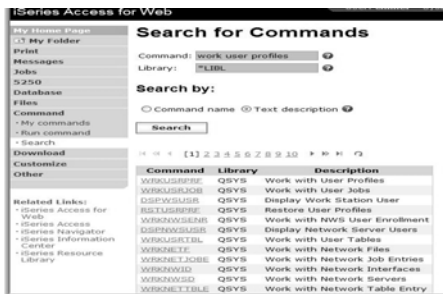 iSeries Access for Web
My Home Page
My Folder
Print
Messages
Jobs
5250
Database
Files
Command
• My commands
• Run command
• Search
Download
Customize
Other
Related Links:
• iSeries Access for Web
• iSeries Access
• iSeries Navigator
• iSeries Information Center
• iSeries Resource Library
Search for Commands
Command: work user profiles
Library: *LIBL
Search by:
Command name Text description
Search
[1] 2 3 4 5 6 7 8 9 10
Command Library Description
WRKUSRPRF QSYS Work with User Profiles
WRKUSRJOB QSYS Work with User Jobs
DSPWSUSR QSYS Display Work Station User
RSTUSRPRF QSYS Restore User Profiles
WRKNWSENR QSYS Work with NWS User Enrollment
DSPNWSUSR QSYS Display Network Server Users
WRKUSRTBL QSYS Work with User Tables
WRKNETF QSYS Work with Network Files
WRKNETJOBE QSYS Work with Network Job Entries
WRKNWID QSYS Work with Network Interfaces
WRKNTWSD QSYS Work with Network Servers
WRKNETTBLE QSYS Work with Network Table Entry